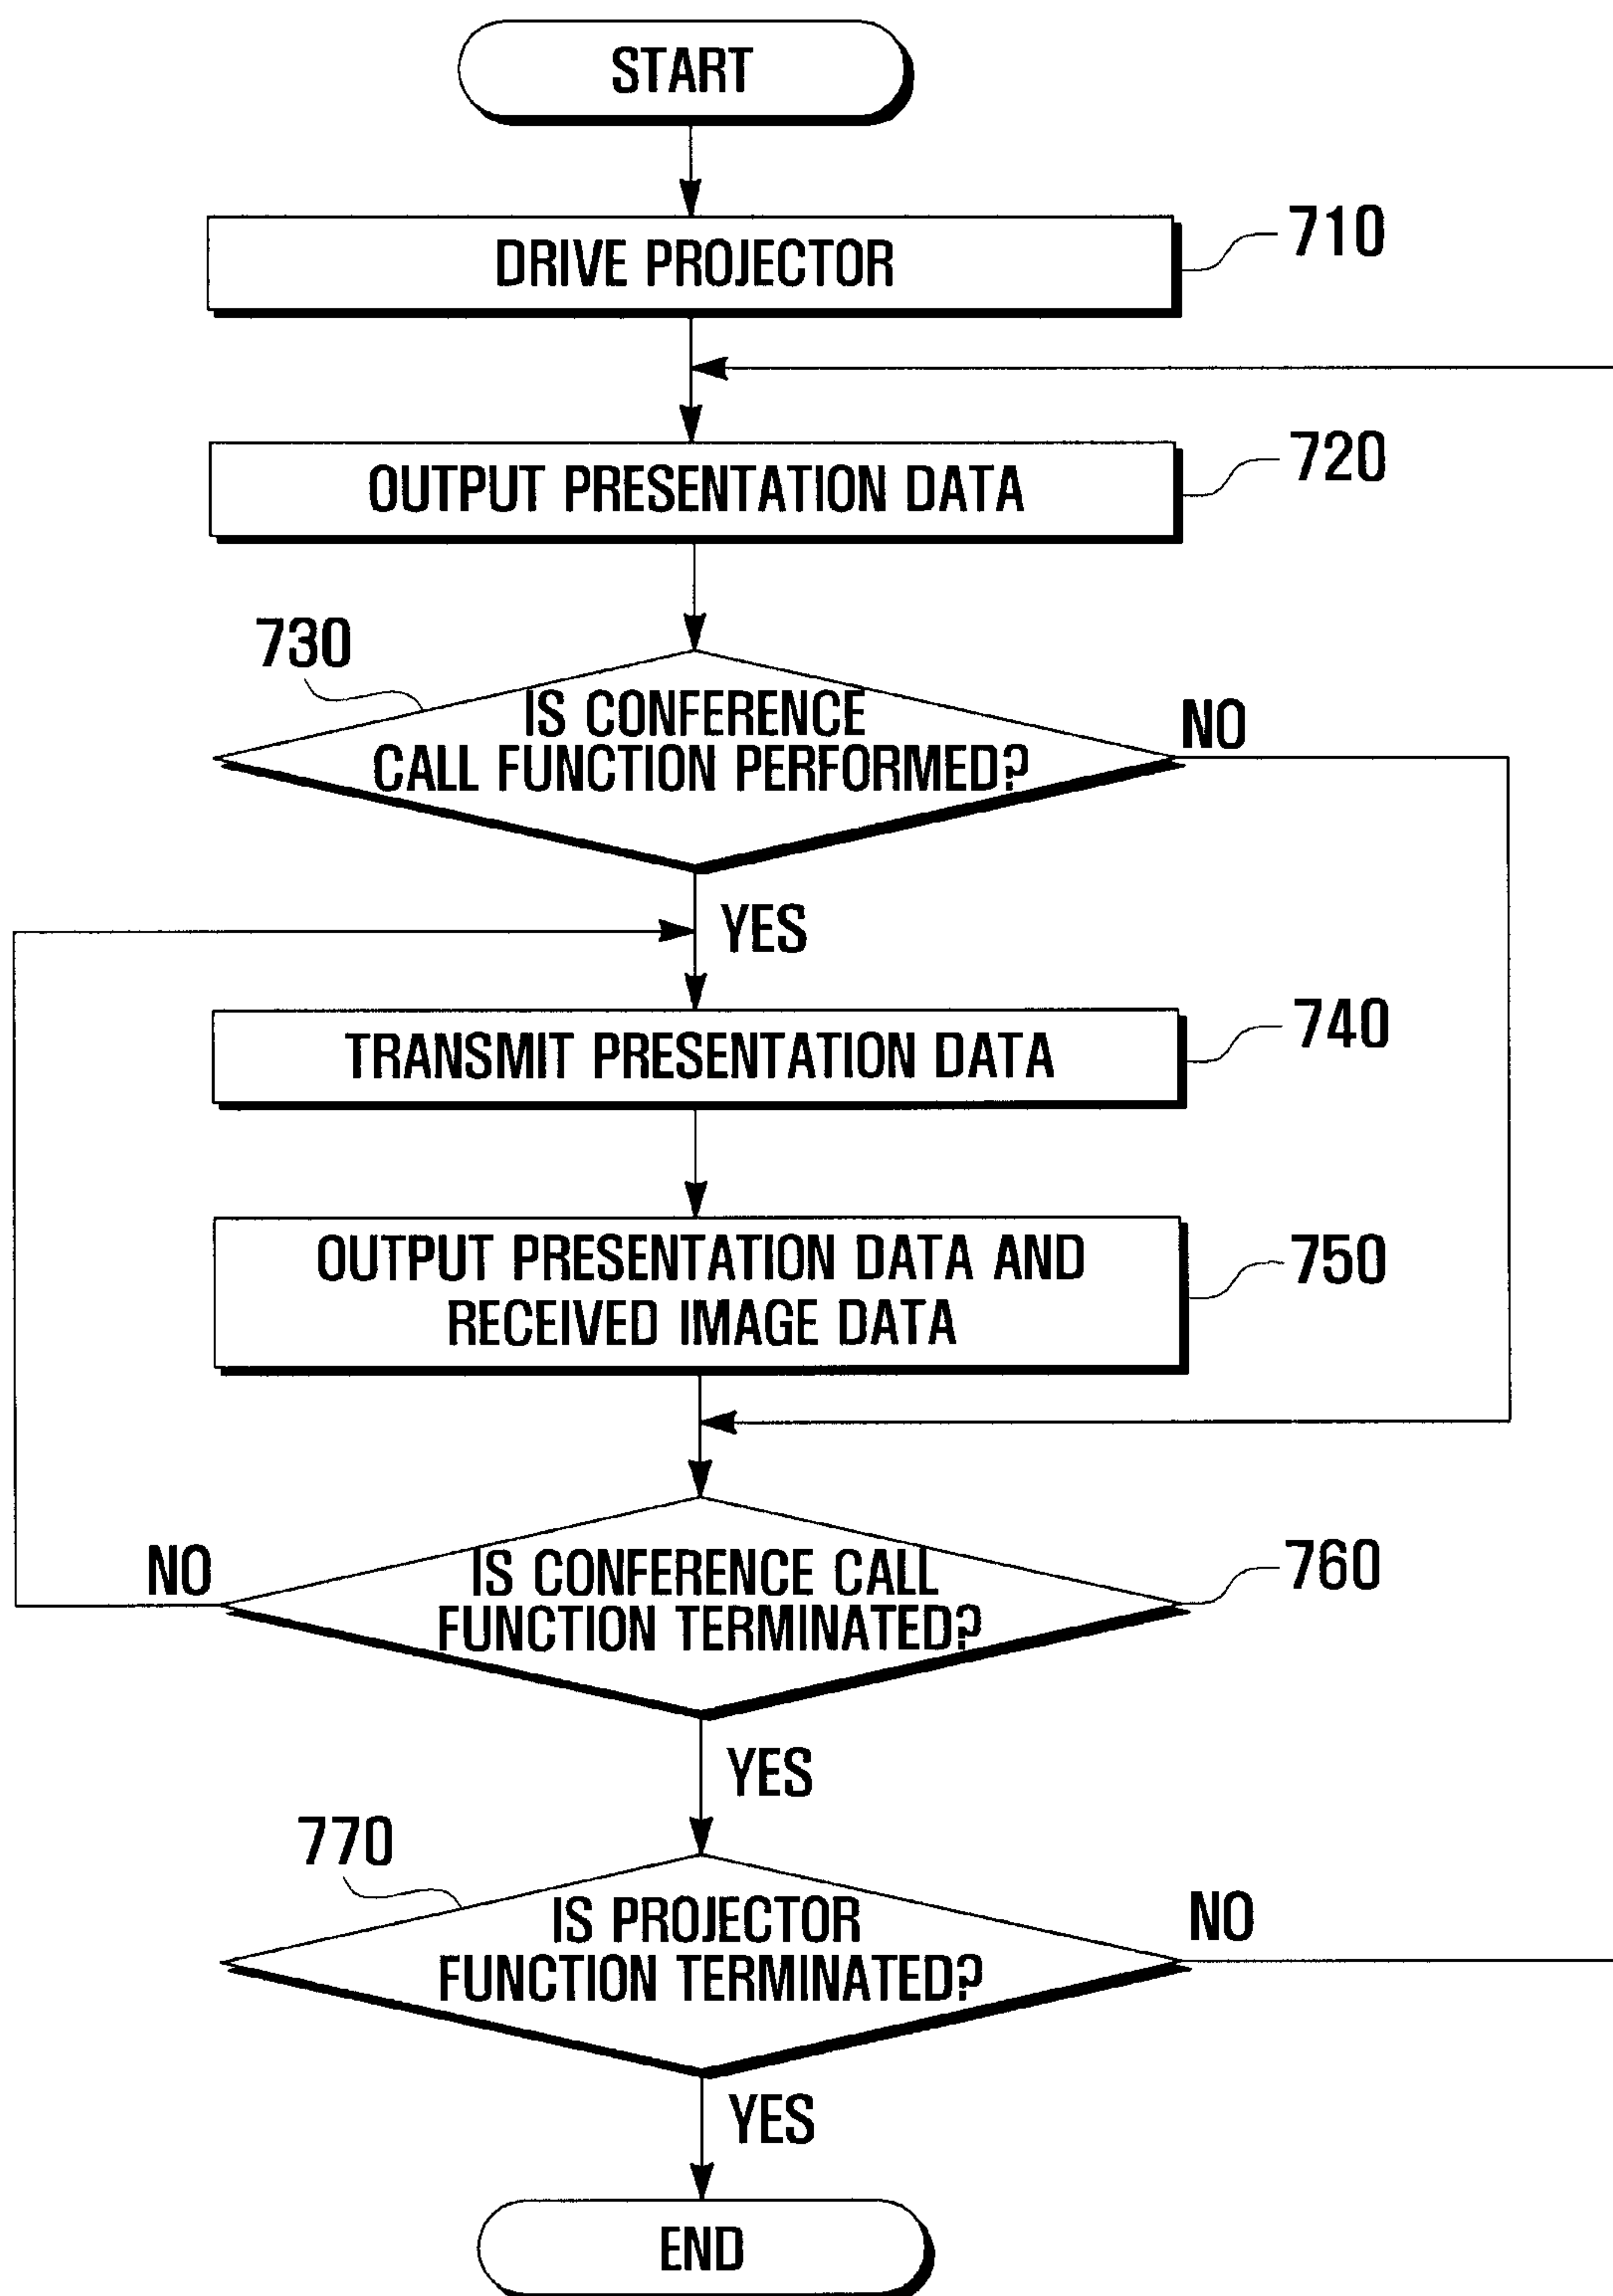 START
DRIVE PROJECTOR
710
OUTPUT PRESENTATION DATA
720
730
IS CONFERENCE
CALL FUNCTION PERFORMED?
NO
YES
TRANSMIT PRESENTATION DATA
740
OUTPUT PRESENTATION DATA AND
RECEIVED IMAGE DATA
750
NO
IS CONFERENCE CALL
FUNCTION TERMINATED?
760
YES
770
IS PROJECTOR
FUNCTION TERMINATED?
NO
YES
END